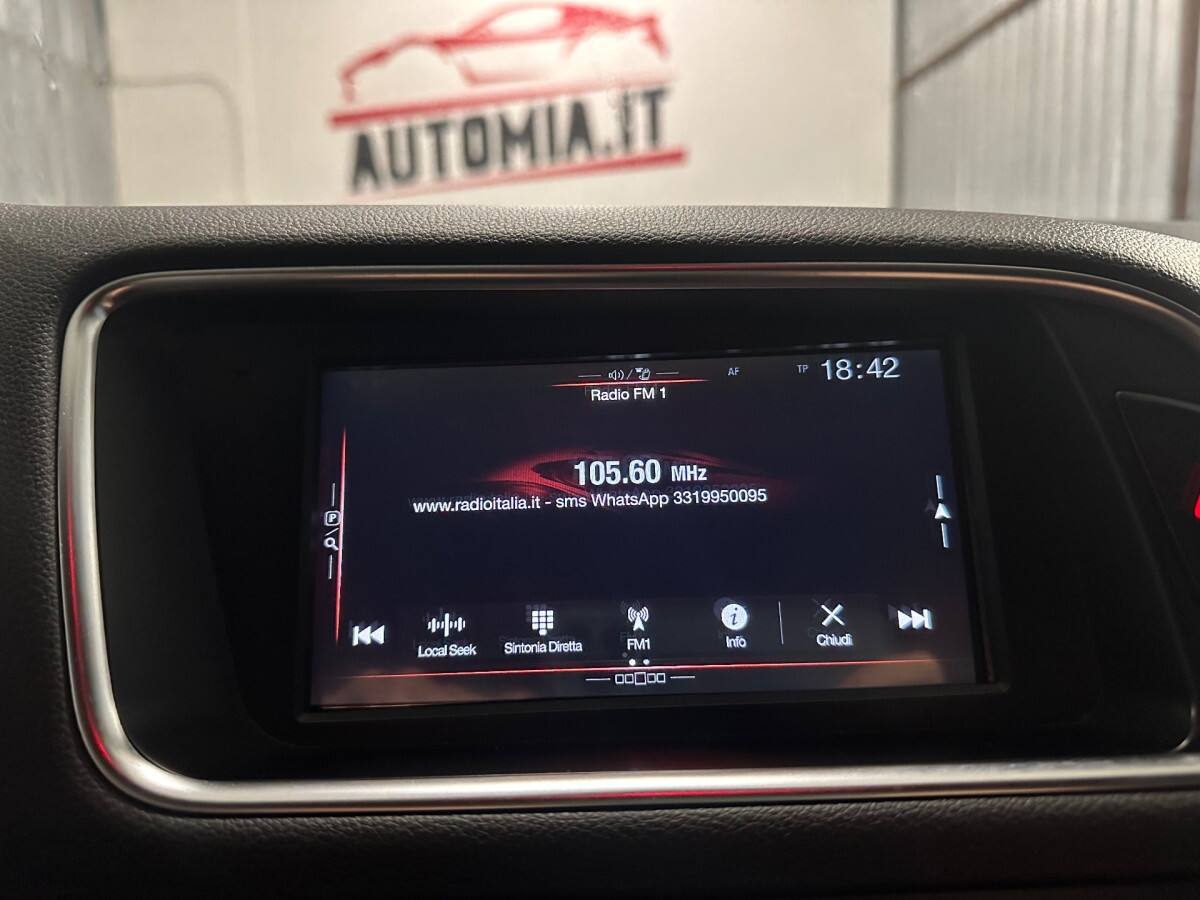 AUTOMIA.IT
AF TP 18:42
Radio FM 1
105.60 MHz
www.radioitalia.it - sms WhatsApp 3319950095
P
Local Seek Sintonia Diretta FM1 Info Chiudi